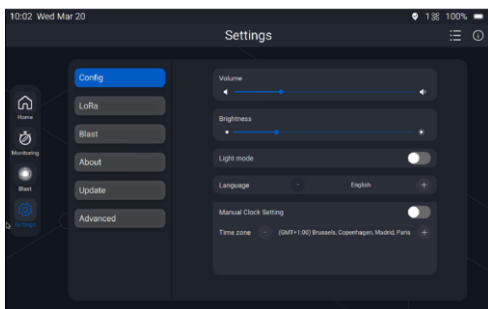 10:02 Wed Mar 20
100%
Settings
Config
LoRa
Blast
About
Update
Advanced
Home
Monitoring
Blast
Settings
Volume
Brightness
Light mode
Language - English +
Manual Clock Setting
Time zone - (GMT+1:00) Brussels, Copenhagen, Madrid, Paris +